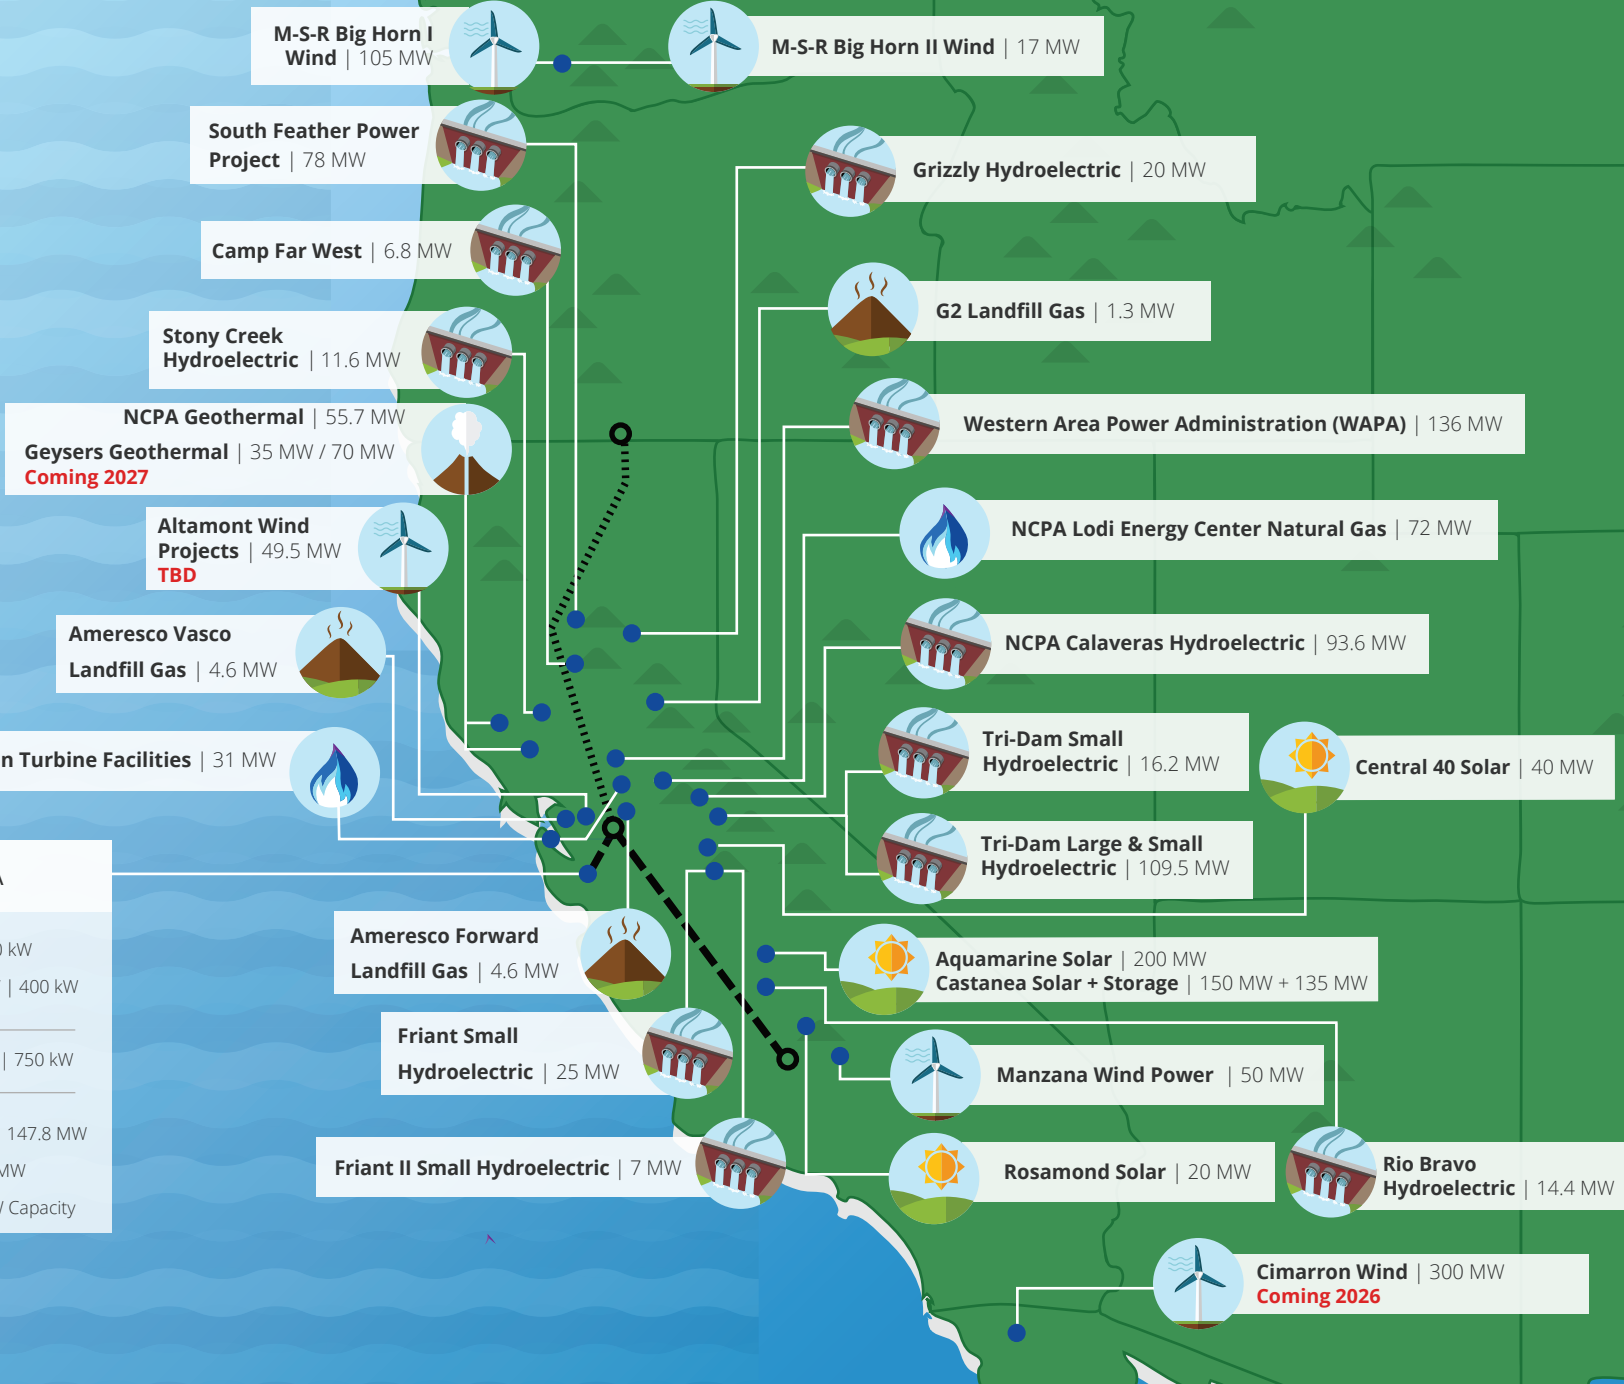 M-S-R Big Horn I
Wind | 105 MW
M-S-R Big Horn II Wind | 17 MW
South Feather Power
Project | 78 MW
Grizzly Hydroelectric | 20 MW
Camp Far West | 6.8 MW
G2 Landfill Gas | 1.3 MW
Stony Creek
Hydroelectric | 11.6 MW
NCPA Geothermal | 55.7 MW
Geysers Geothermal | 35 MW / 70 MW
Coming 2027
Western Area Power Administration (WAPA) | 136 MW
Altamont Wind
Projects | 49.5 MW
TBD
NCPA Lodi Energy Center Natural Gas | 72 MW
Ameresco Vasco
Landfill Gas | 4.6 MW
NCPA Calaveras Hydroelectric | 93.6 MW
n Turbine Facilities | 31 MW
Tri-Dam Small
Hydroelectric | 16.2 MW
Central 40 Solar | 40 MW
Tri-Dam Large & Small
Hydroelectric | 109.5 MW
0 kW
| 400 kW
| 750 kW
147.8 MW
MW
Capacity
Ameresco Forward
Landfill Gas | 4.6 MW
Aquamarine Solar | 200 MW
Castanea Solar + Storage | 150 MW + 135 MW
Friant Small
Hydroelectric | 25 MW
Manzana Wind Power | 50 MW
Friant II Small Hydroelectric | 7 MW
Rosamond Solar | 20 MW
Rio Bravo
Hydroelectric | 14.4 MW
Cimarron Wind | 300 MW
Coming 2026